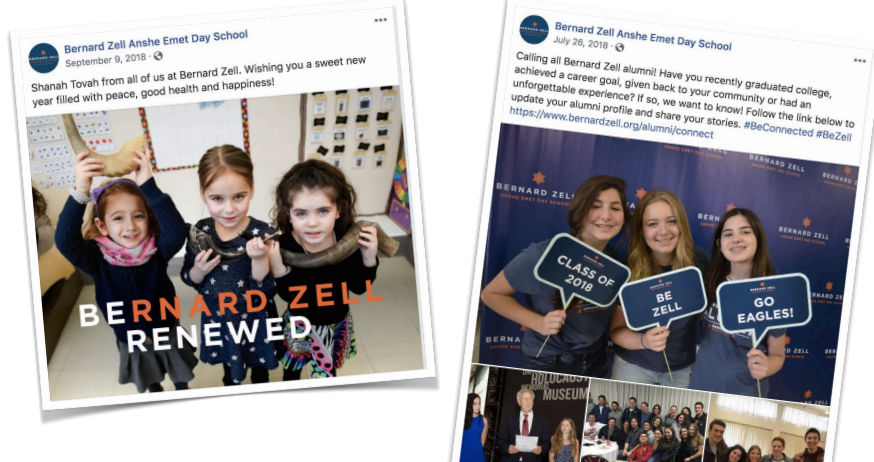 Bernard Zell Anshe Emet Day School
September 9, 2018 ·
Shanah Tovah from all of us at Bernard Zell. Wishing you a sweet new
year filled with peace, good health and happiness!
BERNARD ZELL
RENEWED
Bernard Zell Anshe Emet Day School
July 26, 2018 ·
Calling all Bernard Zell alumni! Have you recently graduated college,
achieved a career goal, given back to your community or had an
unforgettable experience? If so, we want to know! Follow the link below to
update your alumni profile and share your stories. #BeConnected #BeZell
https://www.bernardzell.org/alumni/connect
BERNARD ZELL
ANSHE EMET DAY SCHOOL
CLASS OF
2018
BE
ZELL
GO
EAGLES!
HOLOCAUST
MUSEUM